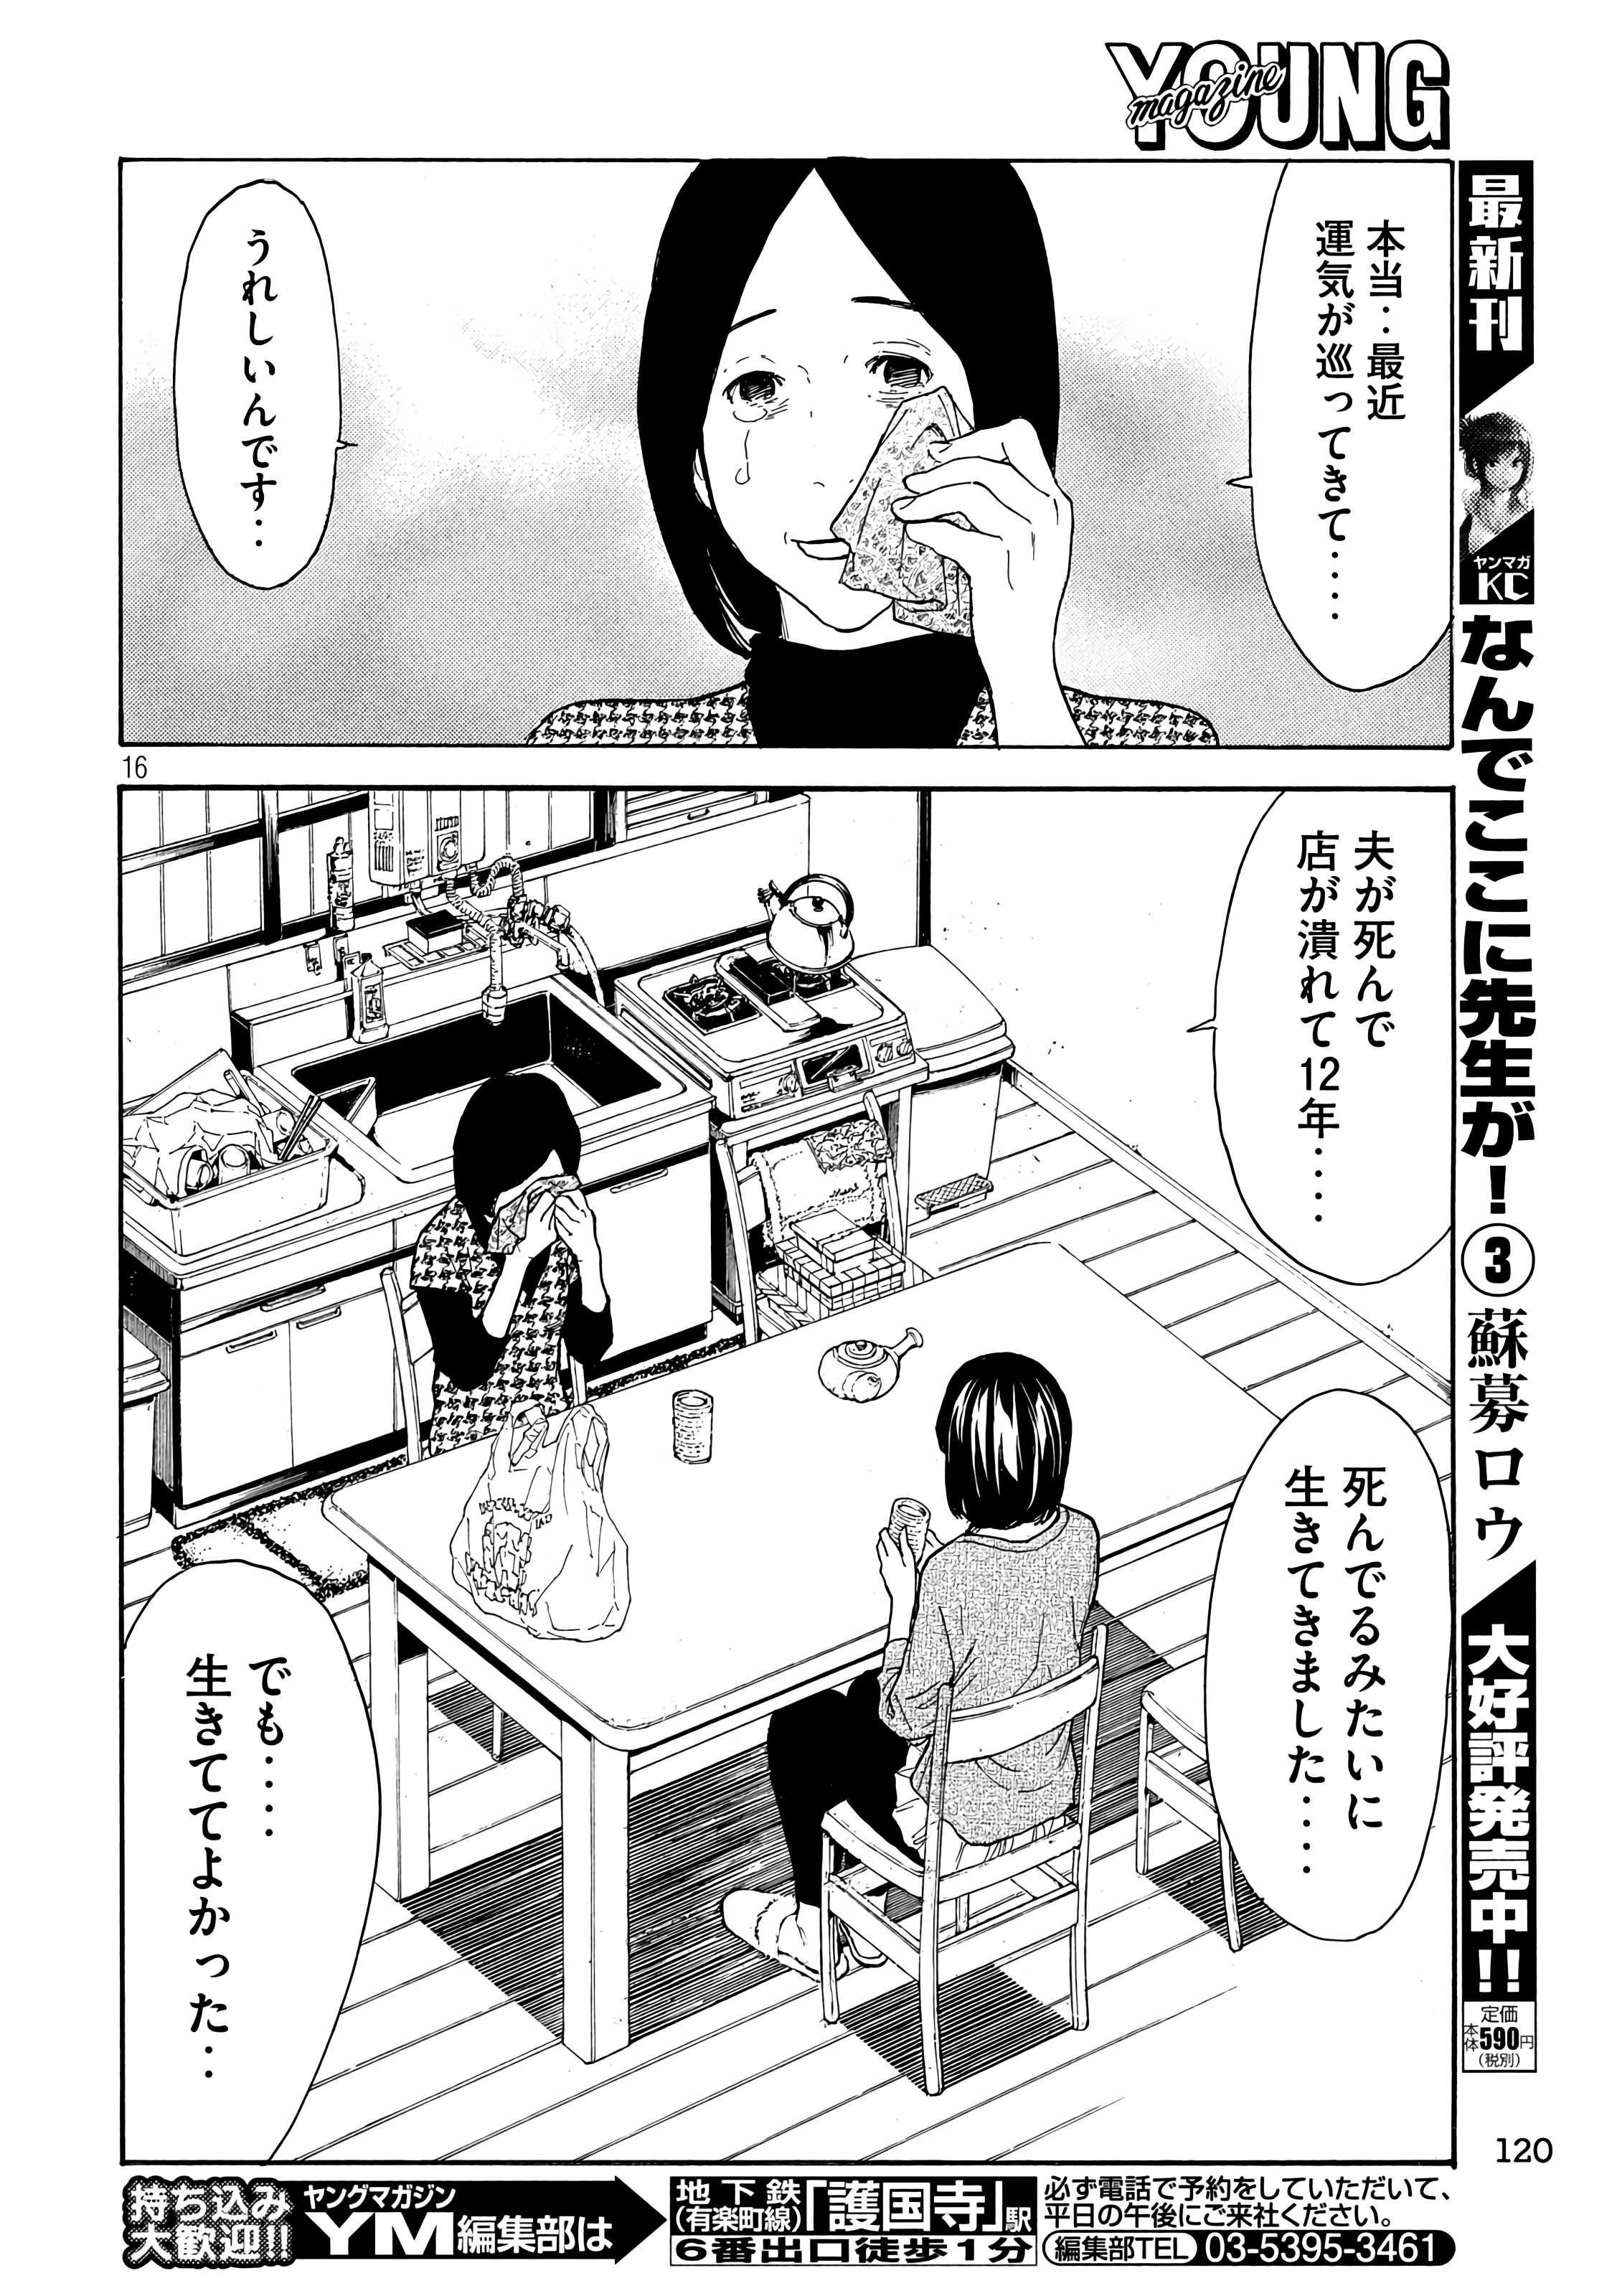 YOUNG
magazine
本当‥最近
運気が巡ってきて‥‥
うれしいんです‥
16
夫が死んで
店が潰れて12年‥‥
死んでるみたいに
生きてきました‥‥
でも‥‥
生きててよかった‥
最新刊
ヤンマガ
KC
なんでここに先生が！③
蘇募ロウ
大好評発売中!!
定価
本体590円
(税別)
120
持ち込み
大歓迎!!
ヤングマガジン
YM編集部は
地下鉄
(有楽町線)
「護国寺」駅
6番出口徒歩1分
必ず電話で予約をしていただいて、
平日の午後にご来社ください。
編集部TEL 03-5395-3461